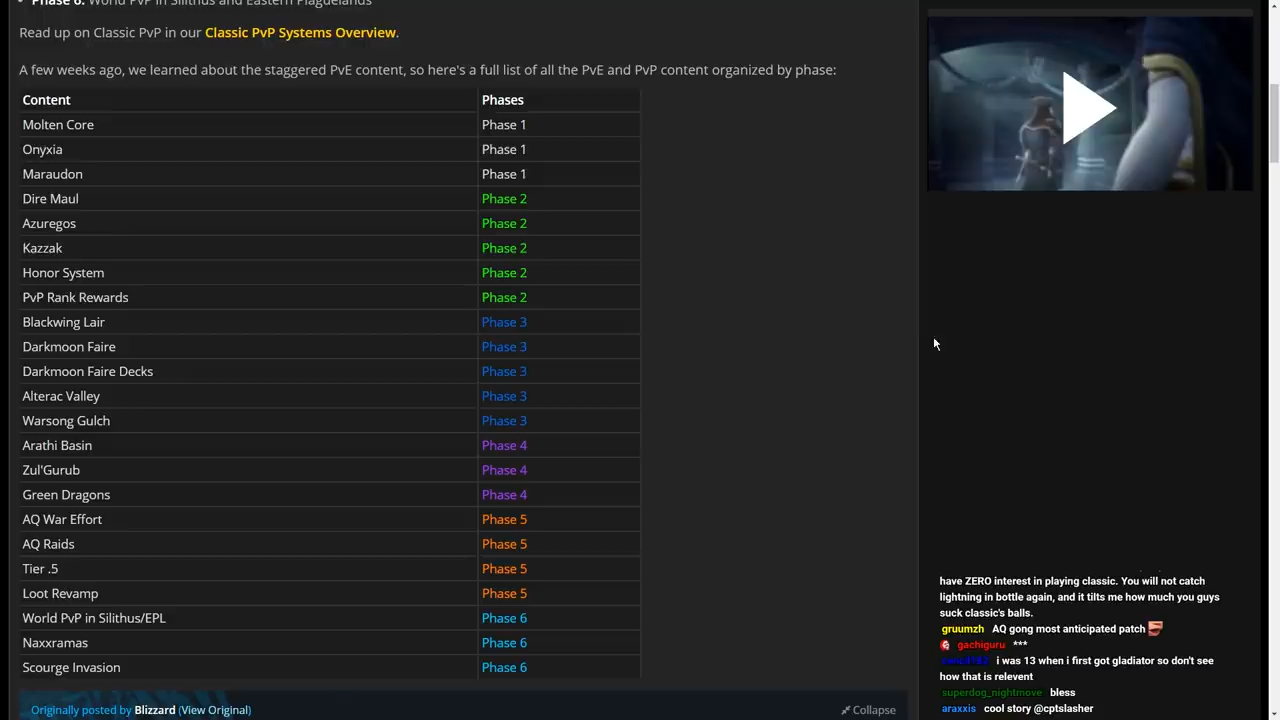 Phase 6: World PvP in Silithus and Eastern Plaguelands
Read up on Classic PvP in our Classic PvP Systems Overview.
A few weeks ago, we learned about the staggered PvE content, so here's a full list of all the PvE and PvP content organized by phase:
Content Phases
Molten Core Phase 1
Onyxia Phase 1
Maraudon Phase 1
Dire Maul Phase 2
Azuregos Phase 2
Kazzak Phase 2
Honor System Phase 2
PvP Rank Rewards Phase 2
Blackwing Lair Phase 3
Darkmoon Faire Phase 3
Darkmoon Faire Decks Phase 3
Alterac Valley Phase 3
Warsong Gulch Phase 3
Arathi Basin Phase 4
Zul'Gurub Phase 4
Green Dragons Phase 4
AQ War Effort Phase 5
AQ Raids Phase 5
Tier .5 Phase 5
Loot Revamp Phase 5
World PvP in Silithus/EPL Phase 6
Naxxramas Phase 6
Scourge Invasion Phase 6
Originally posted by Blizzard (View Original) Collapse
have ZERO interest in playing classic. You will not catch
lightning in bottle again, and it tilts me how much you guys
suck classic's balls.
gruumzh AQ gong most anticipated patch
gachiguru ***
i was 13 when i first got gladiator so don't see
how that is relevent
superdog_nightmove bless
araxxis cool story @cptslasher